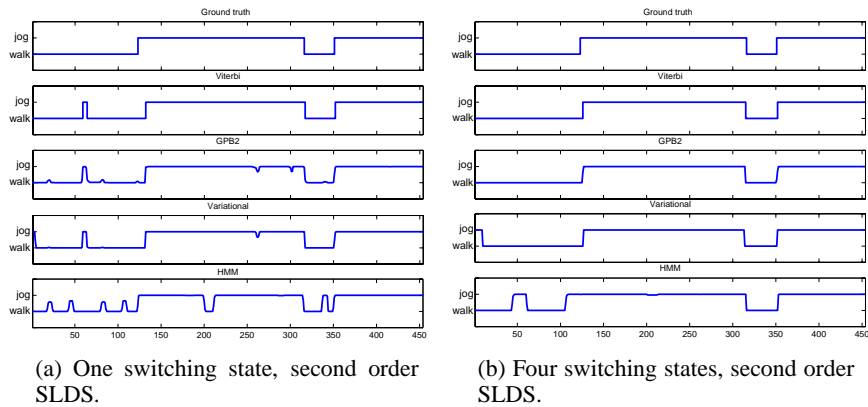 Ground truth
jog
walk
Viterbi
jog
walk
GPB2
jog
walk
Variational
jog
walk
HMM
jog
walk
50 100 150 200 250 300 350 400 450
(a) One switching state, second order
SLDS.
Ground truth
jog
walk
Viterbi
jog
walk
GPB2
jog
walk
Variational
jog
walk
HMM
jog
walk
50 100 150 200 250 300 350 400 450
(b) Four switching states, second order
SLDS.